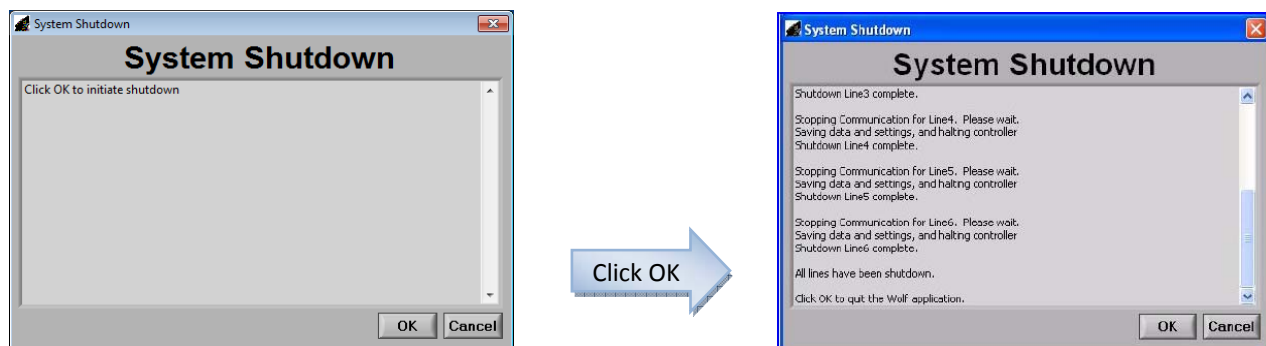 System Shutdown
System Shutdown
Click OK to initiate shutdown
OK Cancel
Click OK
System Shutdown
System Shutdown
Shutdown Line3 complete.
Stopping Communication for Line4. Please wait.
Saving data and settings, and halting controller
Shutdown Line4 complete.
Stopping Communication for Line5. Please wait.
Saving data and settings, and halting controller
Shutdown Line5 complete.
Stopping Communication for Line6. Please wait.
Saving data and settings, and halting controller
Shutdown Line6 complete.
All lines have been shutdown.
Click OK to quit the Wolf application.
OK Cancel